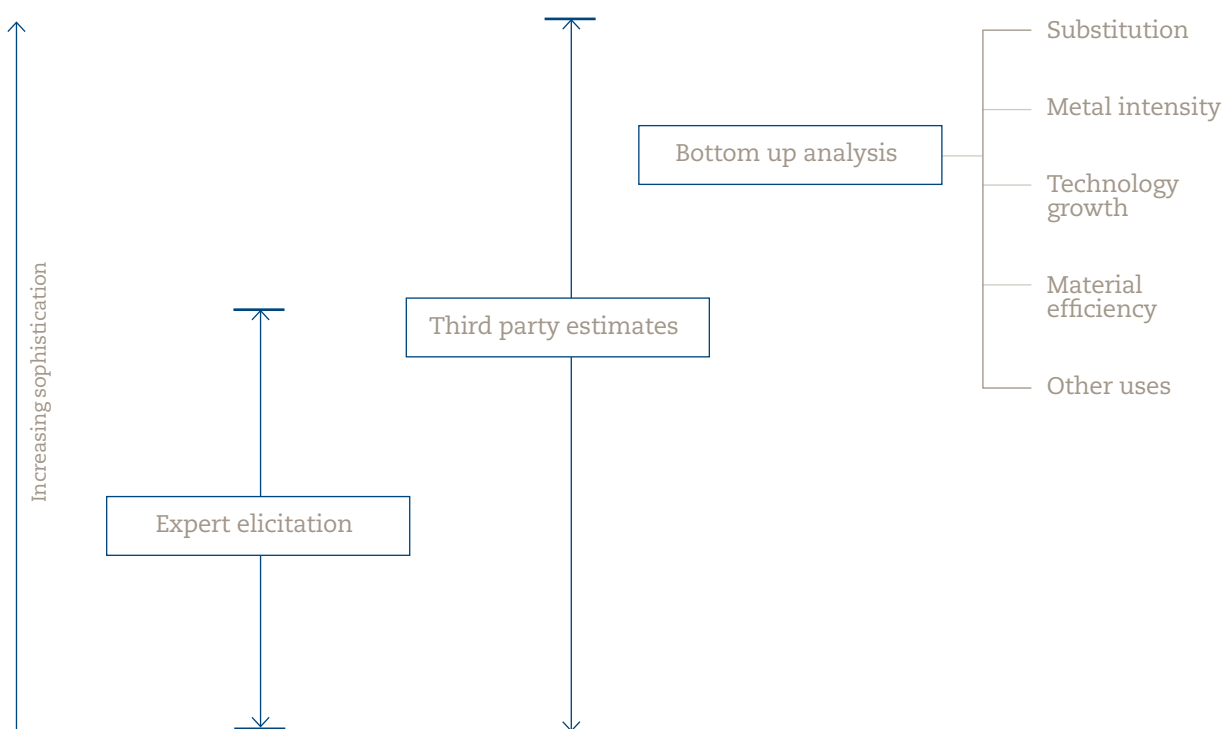 Substitution
Metal intensity
Bottom up analysis
Technology
growth
Material
efficiency
Third party estimates
Other uses
Increasing sophistication
Expert elicitation